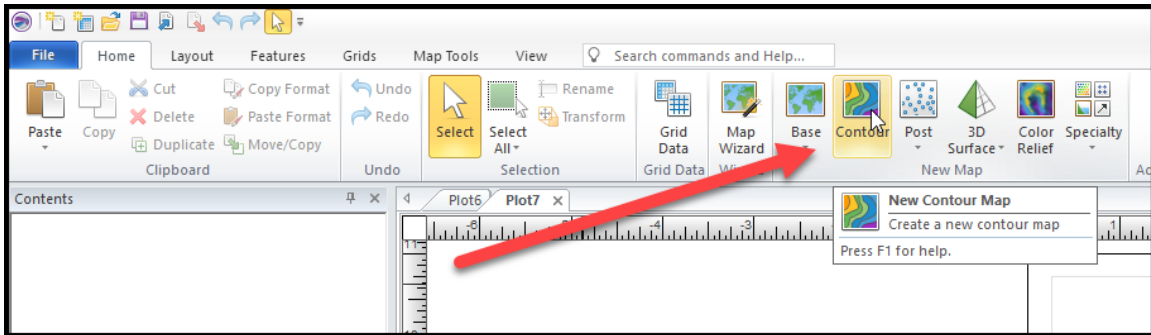 File Home Layout Features Grids Map Tools View Search commands and Help...
Cut Copy Format Undo Rename
Delete Paste Format Redo Transform
Paste Copy Duplicate Move/Copy Select Select All Grid Data Map Wizard Base Contour Post 3D Surface Color Relief Specialty
Clipboard Undo Selection Grid Data New Map
Contents Plot6 Plot7
New Contour Map
Create a new contour map
Press F1 for help.